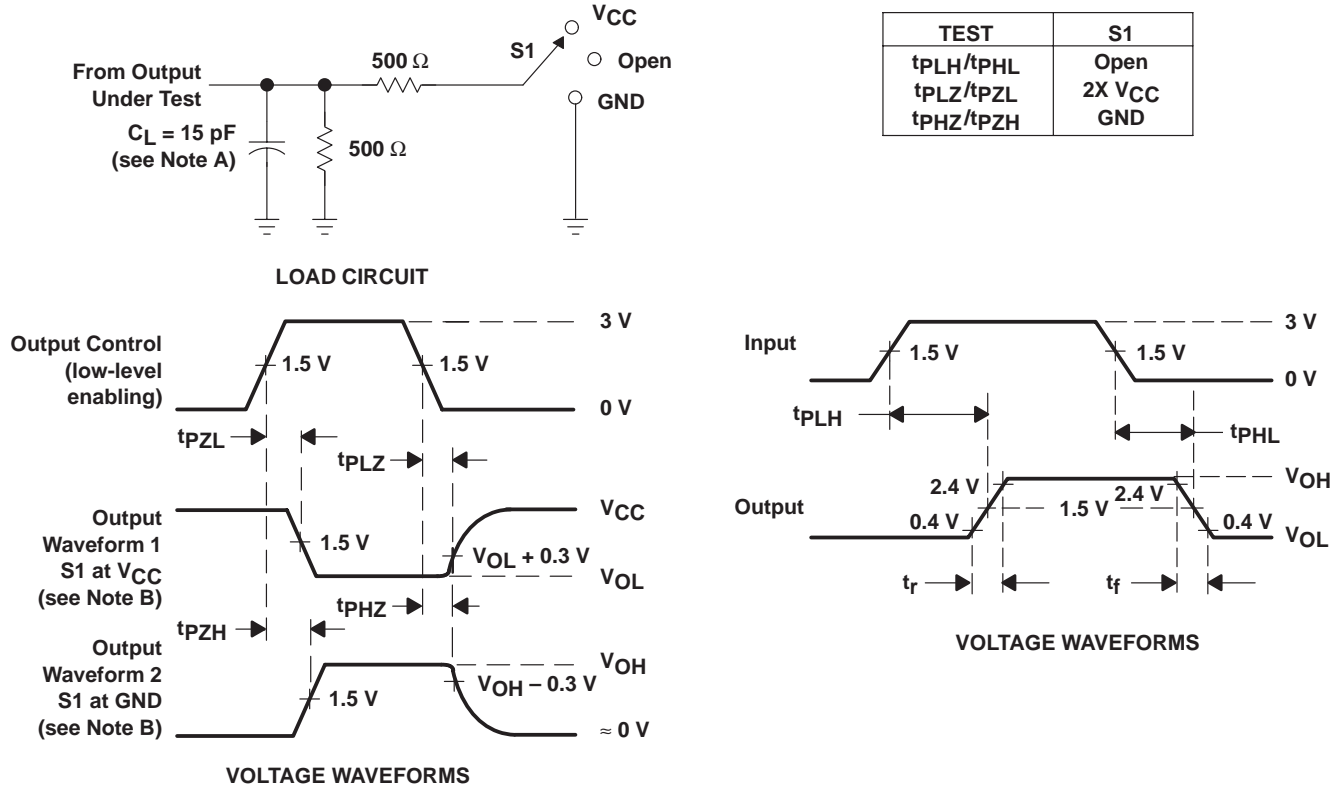 VCC
S1
500 Ω
Open
GND
From Output
Under Test
CL = 15 pF
(see Note A)
500 Ω
LOAD CIRCUIT
TEST S1
tPLH/tPHL Open
tPLZ/tPZL 2X VCC
tPHZ/tPZH GND
Output Control
(low-level
enabling)
1.5 V
1.5 V
3 V
0 V
tPZL
tPLZ
Output
Waveform 1
S1 at VCC
(see Note B)
1.5 V
VCC
VOL + 0.3 V
VOL
tPHZ
tPZH
Output
Waveform 2
S1 at GND
(see Note B)
1.5 V
VOH
VOH – 0.3 V
≈ 0 V
VOLTAGE WAVEFORMS
Input
1.5 V
1.5 V
3 V
0 V
tPLH
tPHL
Output
2.4 V
0.4 V
1.5 V
2.4 V
0.4 V
VOH
VOL
tr
tf
VOLTAGE WAVEFORMS